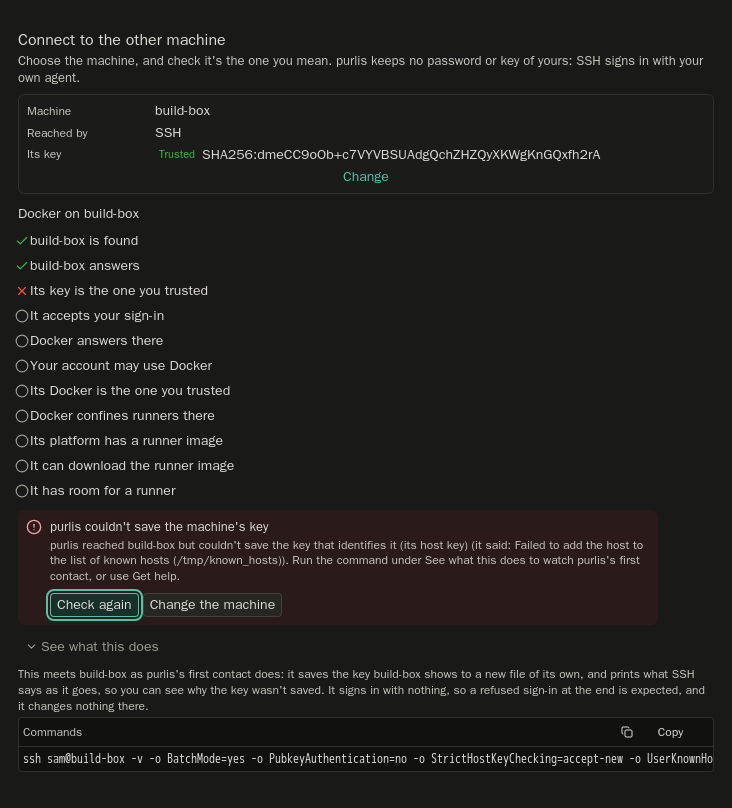 Connect to the other machine
Choose the machine, and check it's the one you mean. purlis keeps no password or key of yours: SSH signs in with your
own agent.
Machine build-box
Reached by SSH
Its key Trusted SHA256:dmeCC9oOb+c7VYVBSUAdgQchZHZQyXKWgKnGQxfh2rA
Change
Docker on build-box
build-box is found
build-box answers
Its key is the one you trusted
It accepts your sign-in
Docker answers there
Your account may use Docker
Its Docker is the one you trusted
Docker confines runners there
Its platform has a runner image
It can download the runner image
It has room for a runner
purlis couldn't save the machine's key
purlis reached build-box but couldn't save the key that identifies it (its host key) (it said: Failed to add the host to
the list of known hosts (/tmp/known_hosts)). Run the command under See what this does to watch purlis's first
contact, or use Get help.
Check again Change the machine
See what this does
This meets build-box as purlis's first contact does: it saves the key build-box shows to a new file of its own, and prints what SSH
says as it goes, so you can see why the key wasn't saved. It signs in with nothing, so a refused sign-in at the end is expected, and
it changes nothing there.
Commands Copy
ssh sam@build-box -v -o BatchMode=yes -o PubkeyAuthentication=no -o StrictHostKeyChecking=accept-new -o UserKnownHo